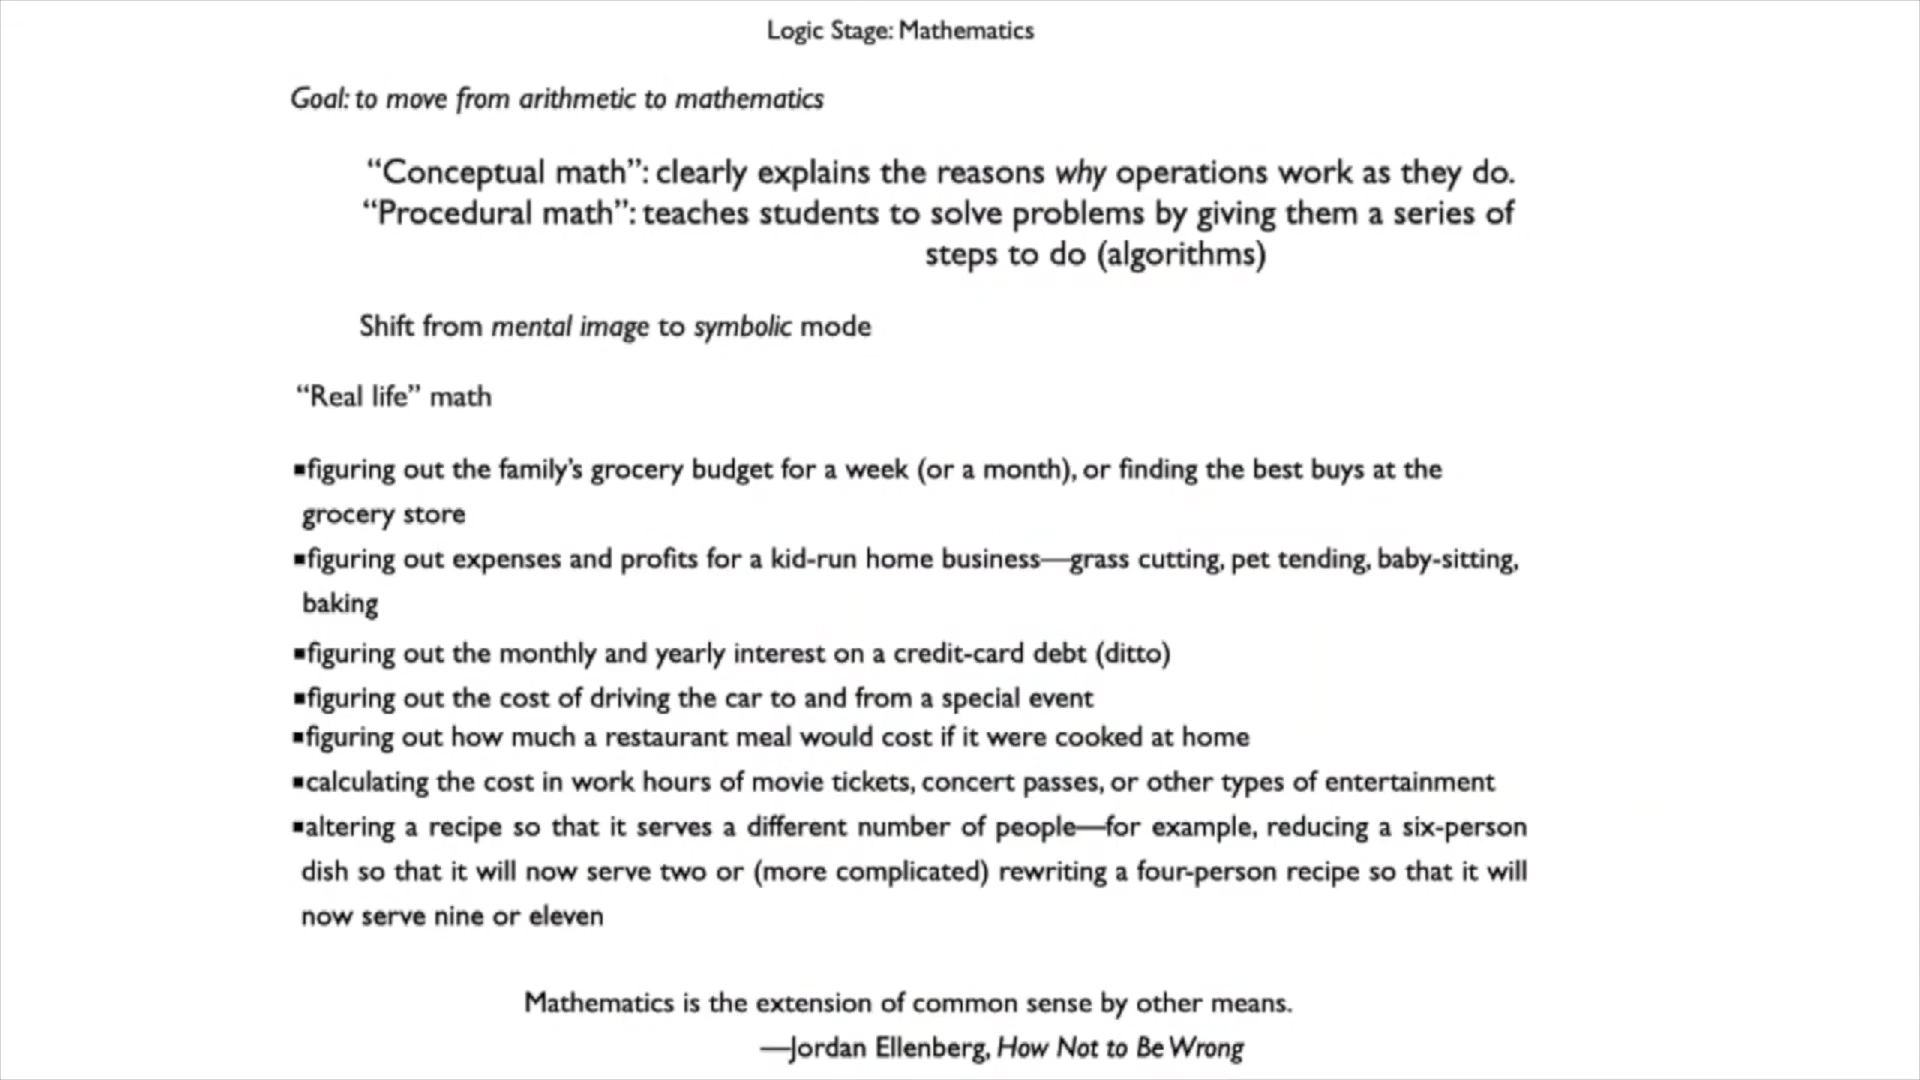 Logic Stage: Mathematics
Goal: to move from arithmetic to mathematics
“Conceptual math”: clearly explains the reasons why operations work as they do.
“Procedural math”: teaches students to solve problems by giving them a series of
steps to do (algorithms)
Shift from mental image to symbolic mode
“Real life” math
▪figuring out the family’s grocery budget for a week (or a month), or finding the best buys at the
grocery store
▪figuring out expenses and profits for a kid-run home business—grass cutting, pet tending, baby-sitting,
baking
▪figuring out the monthly and yearly interest on a credit-card debt (ditto)
▪figuring out the cost of driving the car to and from a special event
▪figuring out how much a restaurant meal would cost if it were cooked at home
▪calculating the cost in work hours of movie tickets, concert passes, or other types of entertainment
▪altering a recipe so that it serves a different number of people—for example, reducing a six-person
dish so that it will now serve two or (more complicated) rewriting a four-person recipe so that it will
now serve nine or eleven
Mathematics is the extension of common sense by other means.
—Jordan Ellenberg, How Not to Be Wrong